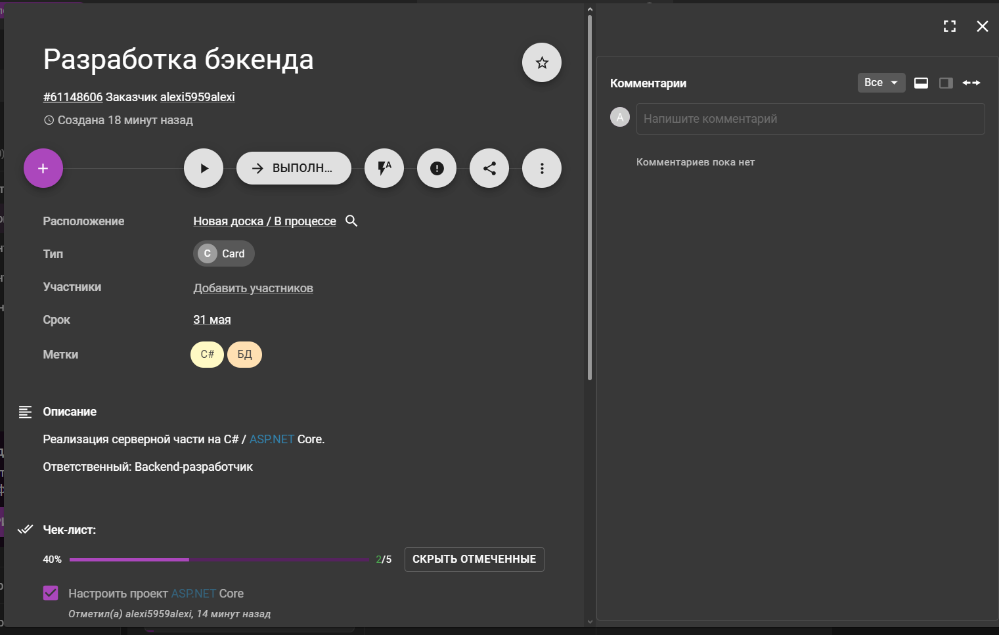 Разработка бэкенда
#61148606 Заказчик alexi5959alexi
Создана 18 минут назад
ВЫПОЛН...
Расположение
Новая доска / В процессе
Тип
C Card
Участники
Добавить участников
Срок
31 мая
Метки
C# БД
Описание
Реализация серверной части на C# / ASP.NET Core.
Ответственный: Backend-разработчик
Чек-лист:
40% 2/5 СКРЫТЬ ОТМЕЧЕННЫЕ
Настроить проект ASP.NET Core
Отметил(а) alexi5959alexi, 14 минут назад
Комментарии
Все
A
Напишите комментарий
Комментариев пока нет